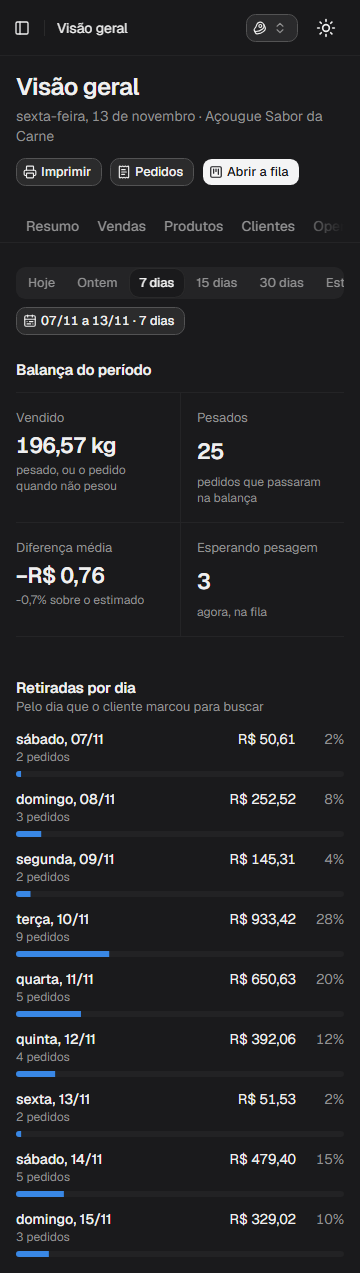 Visão geral
Visão geral
sexta-feira, 13 de novembro · Açougue Sabor da
Carne
Imprimir Pedidos Abrir a fila
Resumo Vendas Produtos Clientes Ope
Hoje Ontem 7 dias 15 dias 30 dias Est
07/11 a 13/11 · 7 dias
Balança do período
Vendido
196,57 kg
pesado, ou o pedido
quando não pesou
Pesados
25
pedidos que passaram
na balança
Diferença média
−R$ 0,76
-0,7% sobre o estimado
Esperando pesagem
3
agora, na fila
Retiradas por dia
Pelo dia que o cliente marcou para buscar
sábado, 07/11 R$ 50,61 2%
2 pedidos
domingo, 08/11 R$ 252,52 8%
3 pedidos
segunda, 09/11 R$ 145,31 4%
2 pedidos
terça, 10/11 R$ 933,42 28%
9 pedidos
quarta, 11/11 R$ 650,63 20%
5 pedidos
quinta, 12/11 R$ 392,06 12%
4 pedidos
sexta, 13/11 R$ 51,53 2%
2 pedidos
sábado, 14/11 R$ 479,40 15%
5 pedidos
domingo, 15/11 R$ 329,02 10%
3 pedidos